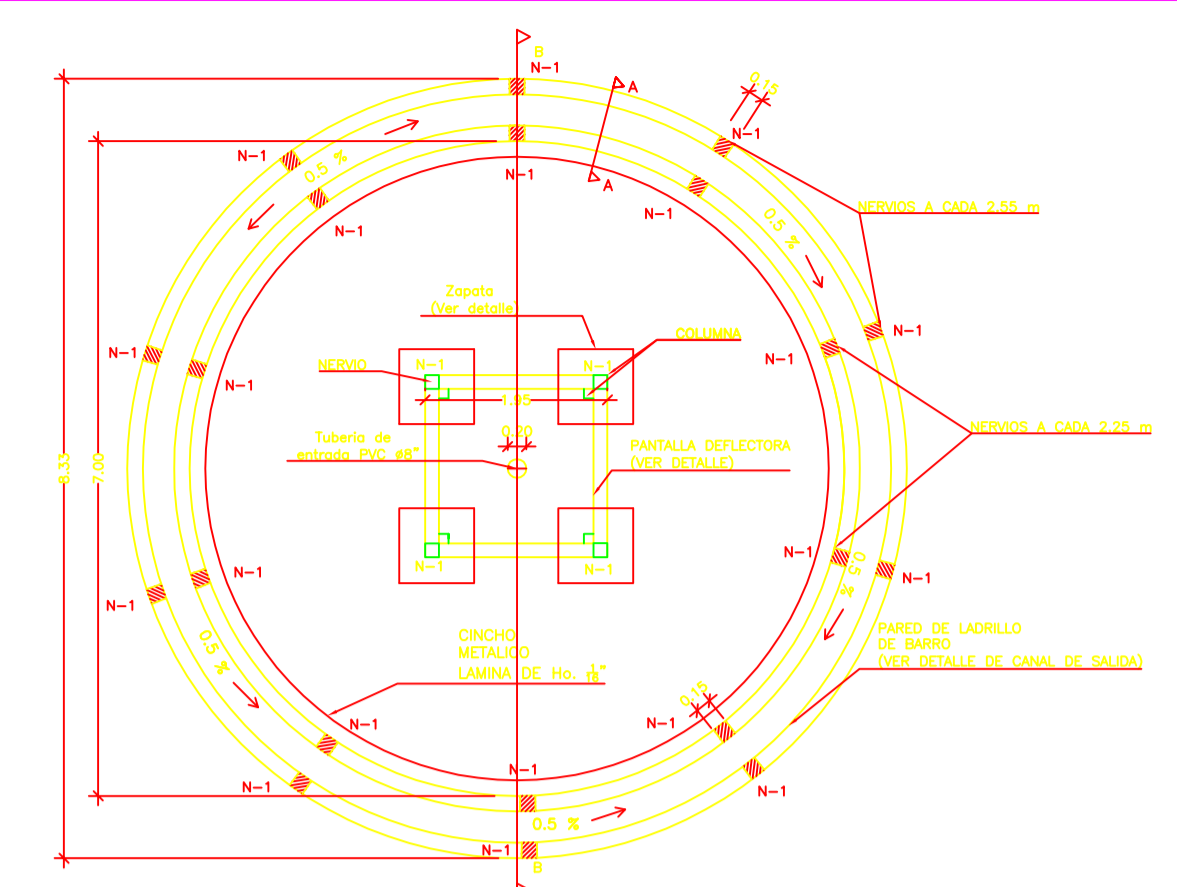 B
N-1
A
0.15
N-1
N-1
0.5 %
N-1
A
N-1
N-1
0.5 %
NERVIOS A CADA 2.55 m
Zapata
(Ver detalle)
COLUMNA
N-1
N-1
N-1
N-1
N-1
NERVIO
N-1
N-1
1.95
8.33
7.00
0.20
Tuberia de
entrada PVC ø8"
PANTALLA DEFLECTORA
(VER DETALLE)
NERVIOS A CADA 2.25 m
N-1
N-1
N-1
N-1
N-1
0.5 %
N-1
0.5 %
CINCHO
METALICO
LAMINA DE Ho. 1/16"
PARED DE LADRILLO
DE BARRO
(VER DETALLE DE CANAL DE SALIDA)
0.15
N-1
N-1
N-1
N-1
N-1
0.5 %
N-1
B